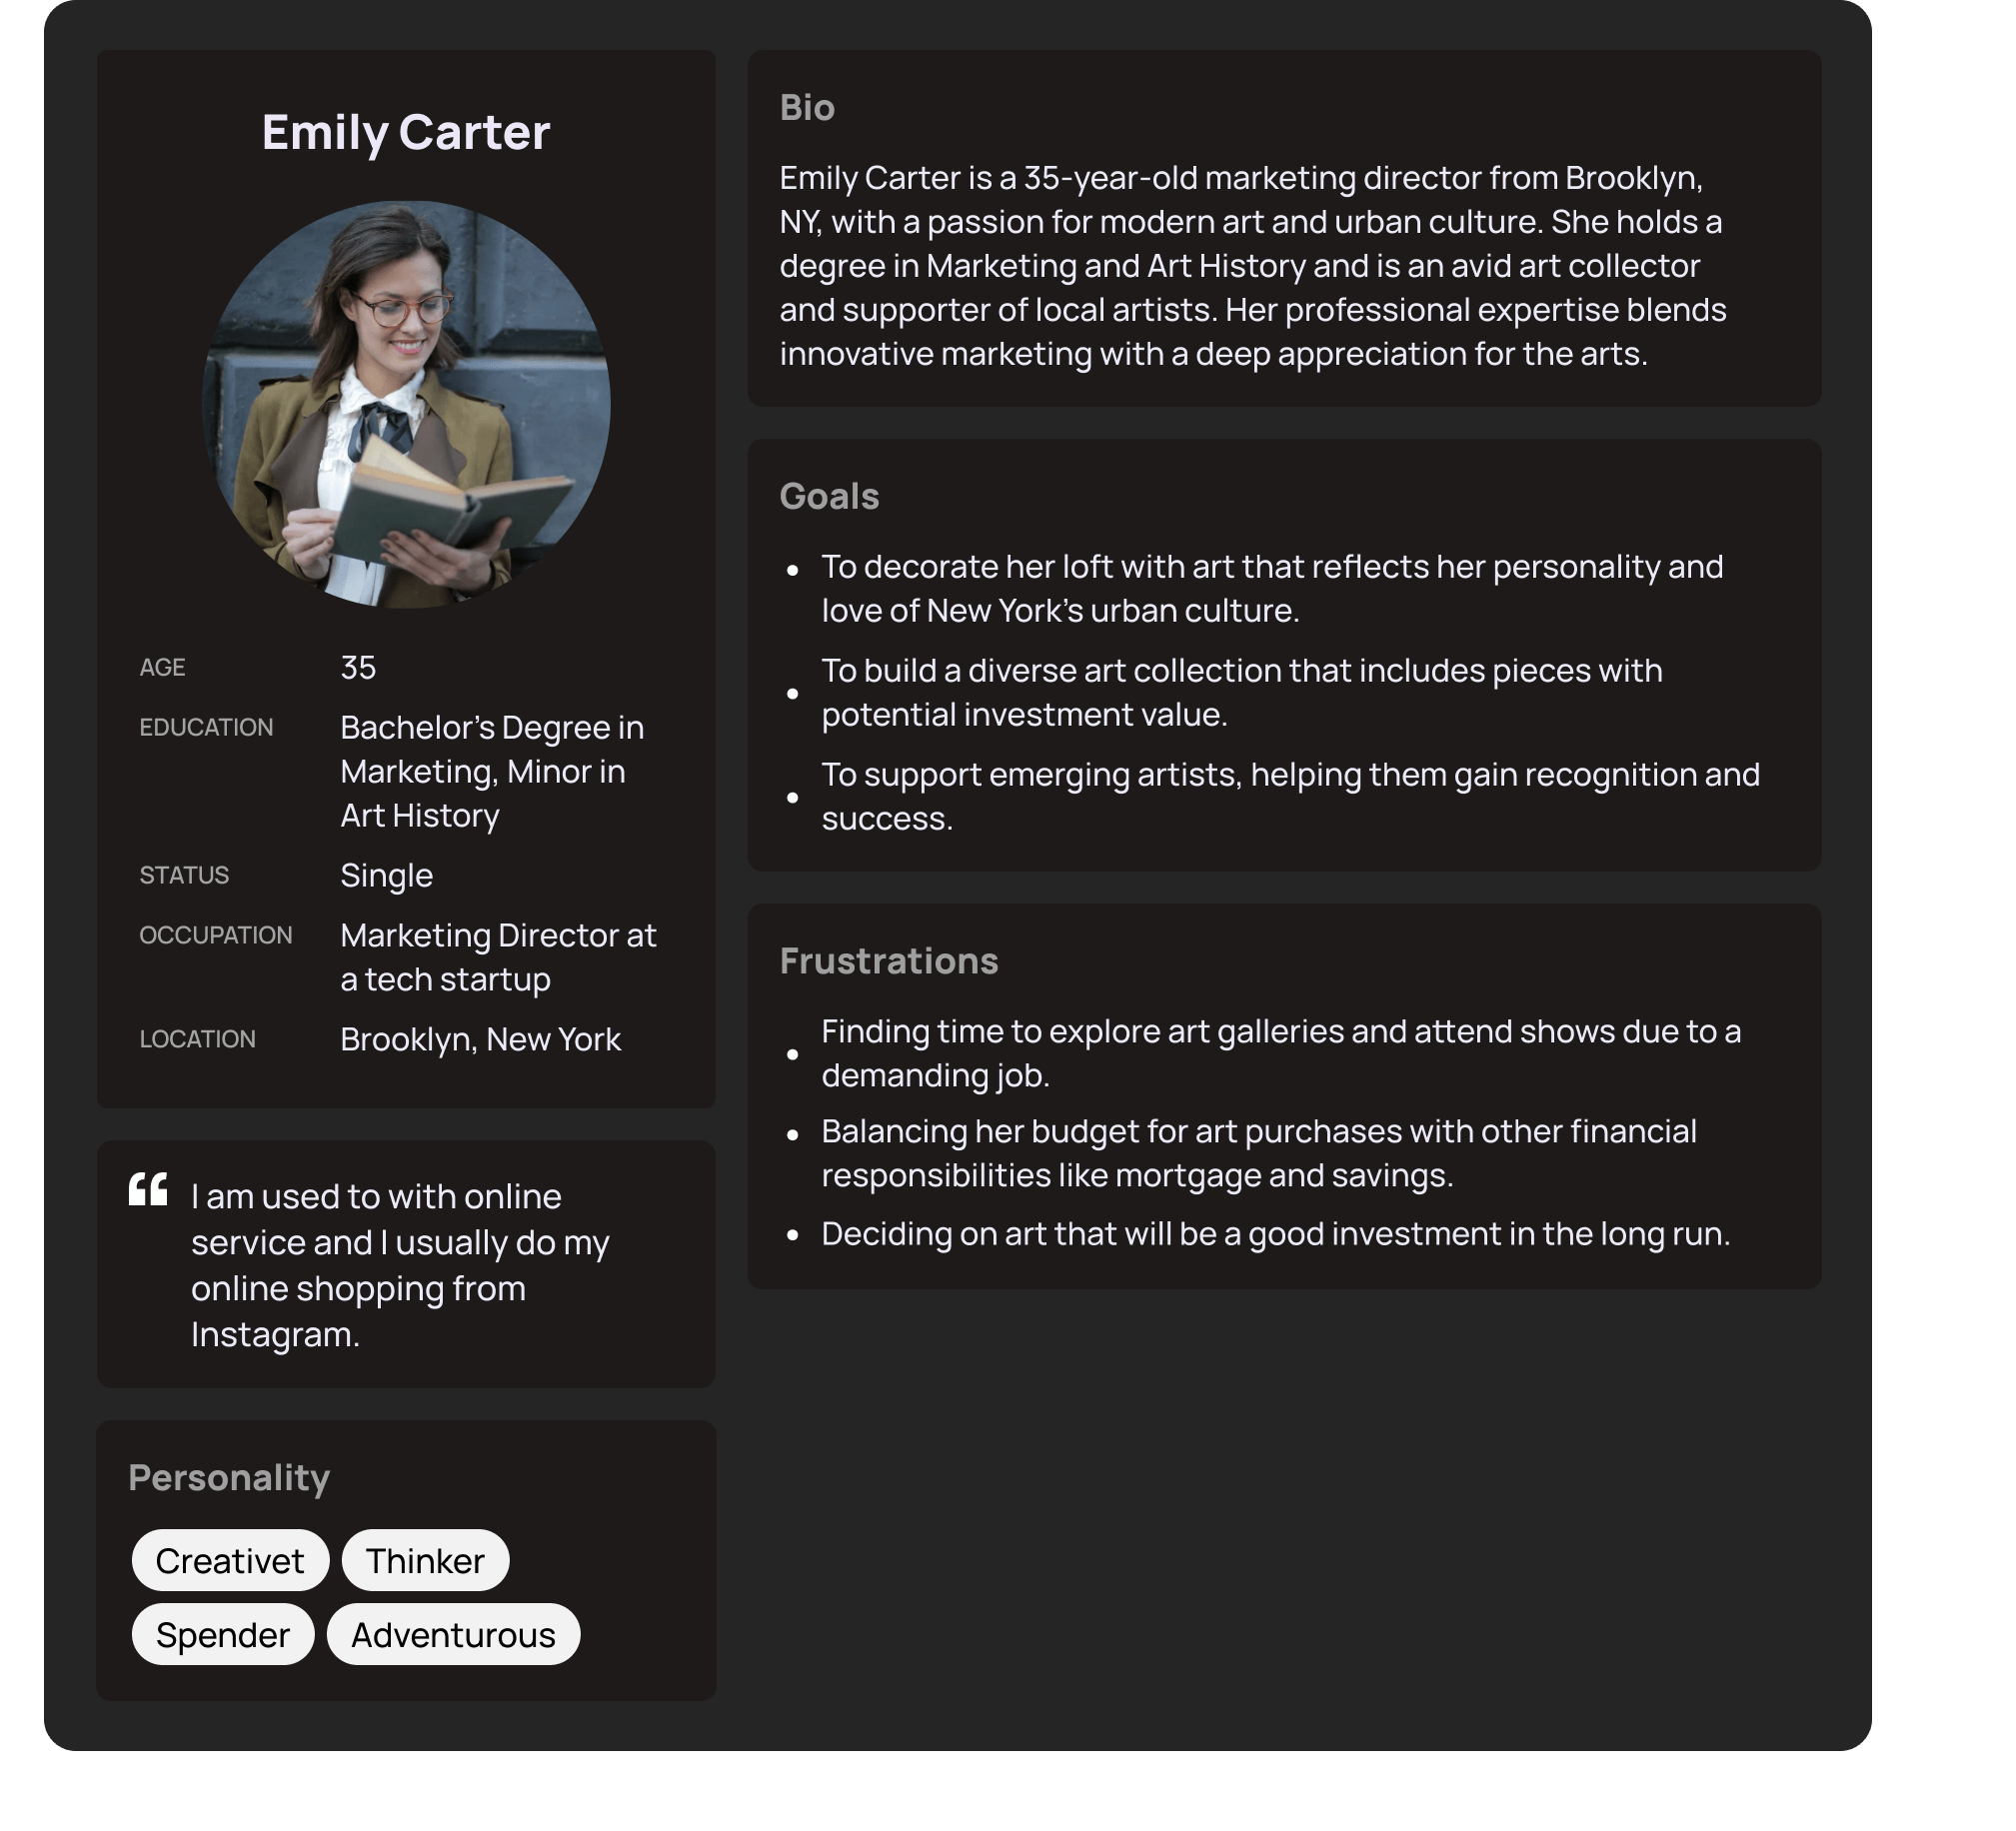 Emily Carter
AGE 35
EDUCATION Bachelor’s Degree in
Marketing, Minor in
Art History
STATUS Single
OCCUPATION Marketing Director at
a tech startup
LOCATION Brooklyn, New York
“ I am used to with online
service and I usually do my
online shopping from
Instagram.
Personality
Creativet Thinker
Spender Adventurous
Bio
Emily Carter is a 35-year-old marketing director from Brooklyn,
NY, with a passion for modern art and urban culture. She holds a
degree in Marketing and Art History and is an avid art collector
and supporter of local artists. Her professional expertise blends
innovative marketing with a deep appreciation for the arts.
Goals
• To decorate her loft with art that reflects her personality and
love of New York’s urban culture.
• To build a diverse art collection that includes pieces with
potential investment value.
• To support emerging artists, helping them gain recognition and
success.
Frustrations
• Finding time to explore art galleries and attend shows due to a
demanding job.
• Balancing her budget for art purchases with other financial
responsibilities like mortgage and savings.
• Deciding on art that will be a good investment in the long run.